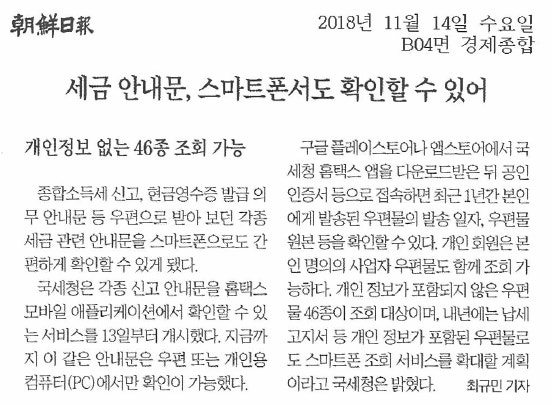 朝鮮日報
2018년 11월 14일 수요일
B04면 경제종합
세금 안내문, 스마트폰서도 확인할 수 있어
개인정보 없는 46종 조회 가능
종합소득세 신고, 현금영수증 발급 의
무 안내문 등 우편으로 받아 보던 각종
세금 관련 안내문을 스마트폰으로도 간
편하게 확인할 수 있게 됐다.
국세청은 각종 신고 안내문을 홈택스
모바일 애플리케이션에서 확인할 수 있
는 서비스를 13일부터 개시했다. 지금까
지 이 같은 안내문은 우편 또는 개인용
컴퓨터(PC)에서만 확인이 가능했다.
구글 플레이스토어나 앱스토어에서 국
세청 홈택스 앱을 다운로드받은 뒤 공인
인증서 등으로 접속하면 최근 1년간 본인
에게 발송된 우편물의 발송 일자, 우편물
원본 등을 확인할 수 있다. 개인 회원은 본
인 명의의 사업자 우편물도 함께 조회 가
능하다. 개인 정보가 포함되지 않은 우편
물 46종이 조회 대상이며, 내년에는 납세
고지서 등 개인 정보가 포함된 우편물로
도 스마트폰 조회 서비스를 확대할 계획
이라고 국세청은 밝혔다. 최규민 기자